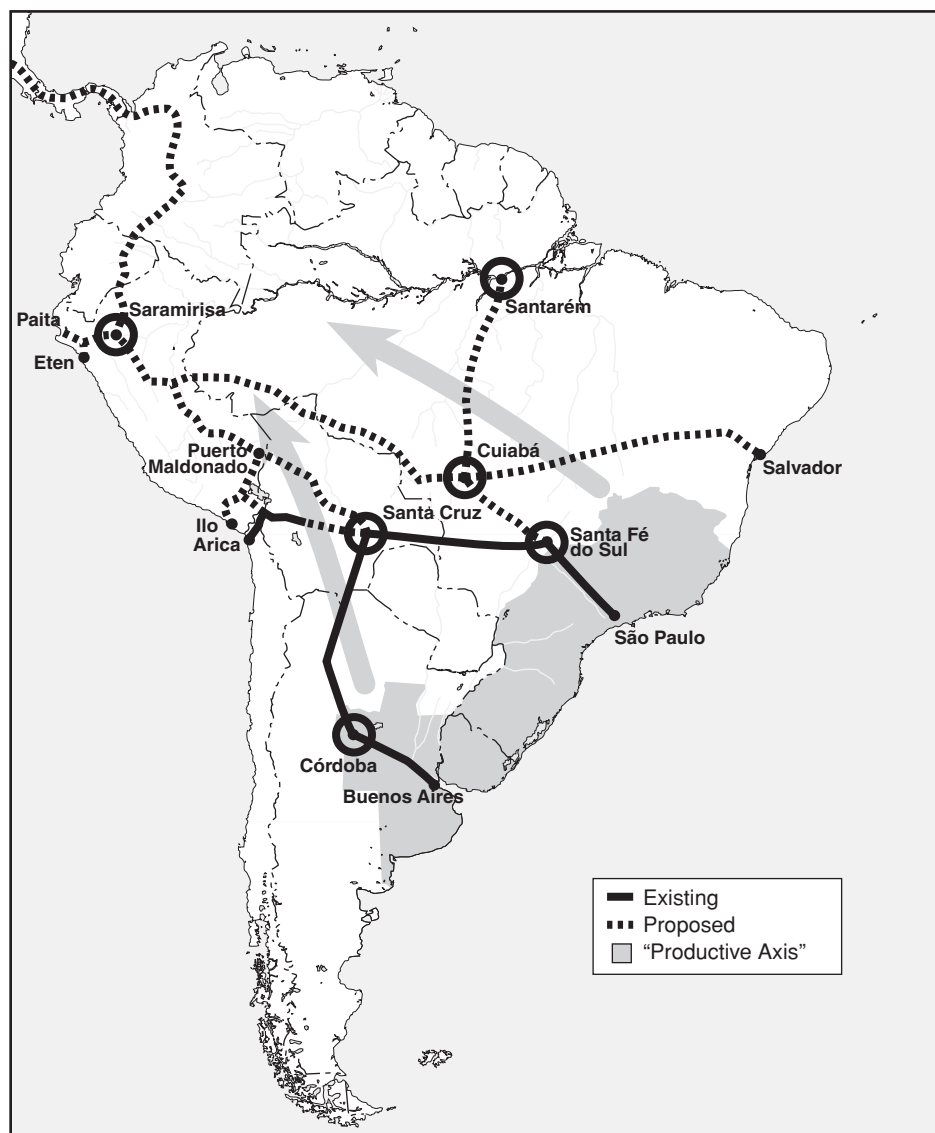 Saramirisa
Paita
Eten
Santarém
Puerto
Maldonado
Cuiabá
Salvador
Ilo
Arica
Santa Cruz
Santa Fé
do Sul
São Paulo
Córdoba
Buenos Aires
Existing
Proposed
“Productive Axis”